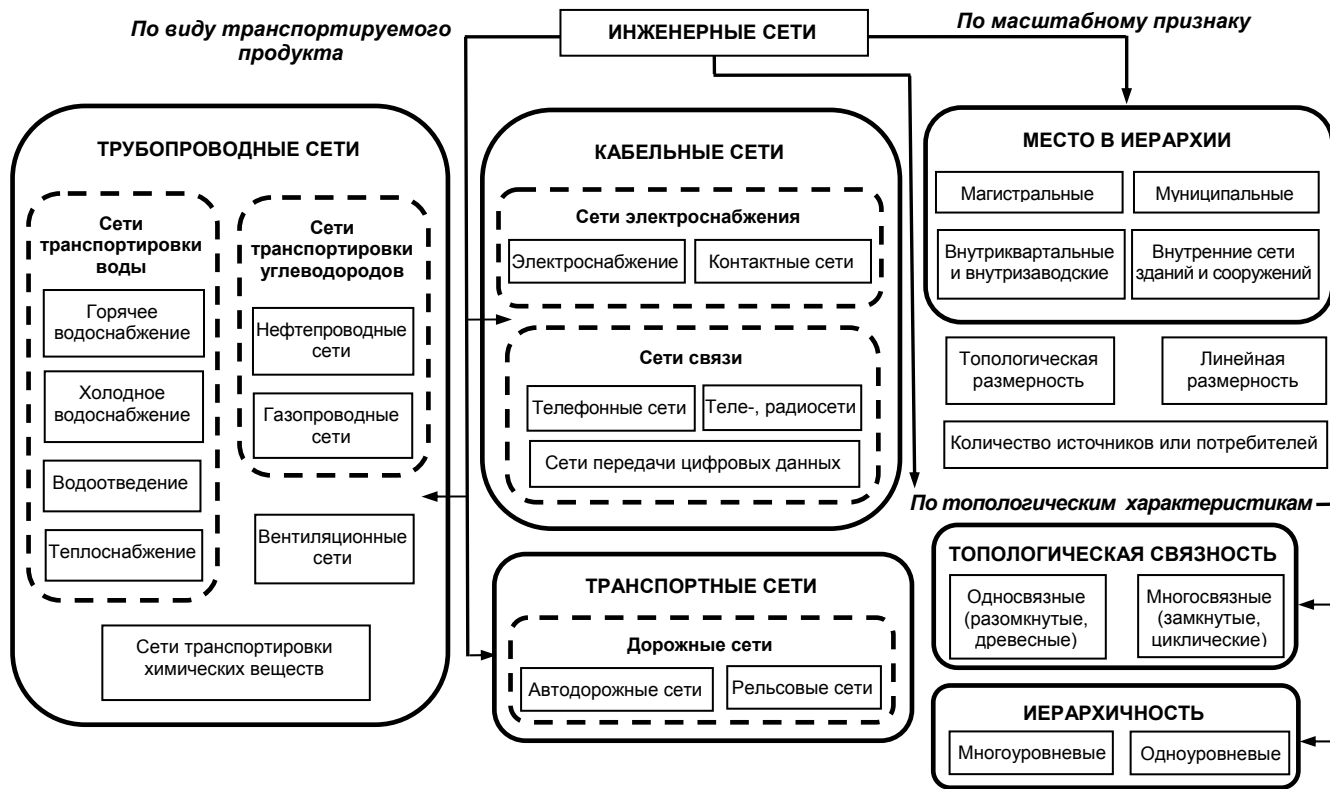 По виду транспортируемого
продукта
ИНЖЕНЕРНЫЕ СЕТИ
По масштабному признаку
ТРУБОПРОВОДНЫЕ СЕТИ
Сети
транспортировки
воды
Горячее
водоснабжение
Холодное
водоснабжение
Водоотведение
Теплоснабжение
Сети
транспортировки
углеводородов
Нефтепроводные
сети
Газопроводные
сети
Вентиляционные
сети
Сети транспортировки
химических веществ
КАБЕЛЬНЫЕ СЕТИ
Сети электроснабжения
Электроснабжение
Контактные сети
Сети связи
Телефонные сети
Теле-, радиосети
Сети передачи цифровых данных
ТРАНСПОРТНЫЕ СЕТИ
Дорожные сети
Автодорожные сети
Рельсовые сети
МЕСТО В ИЕРАРХИИ
Магистральные
Муниципальные
Внутриквартальные
и внутризаводские
Внутренние сети
зданий и сооружений
Топологическая
размерность
Линейная
размерность
Количество источников или потребителей
По топологическим характеристикам
ТОПОЛОГИЧЕСКАЯ СВЯЗНОСТЬ
Односвязные
(разомкнутые,
древесные)
Многосвязные
(замкнутые,
циклические)
ИЕРАРХИЧНОСТЬ
Многоуровневые
Одноуровневые